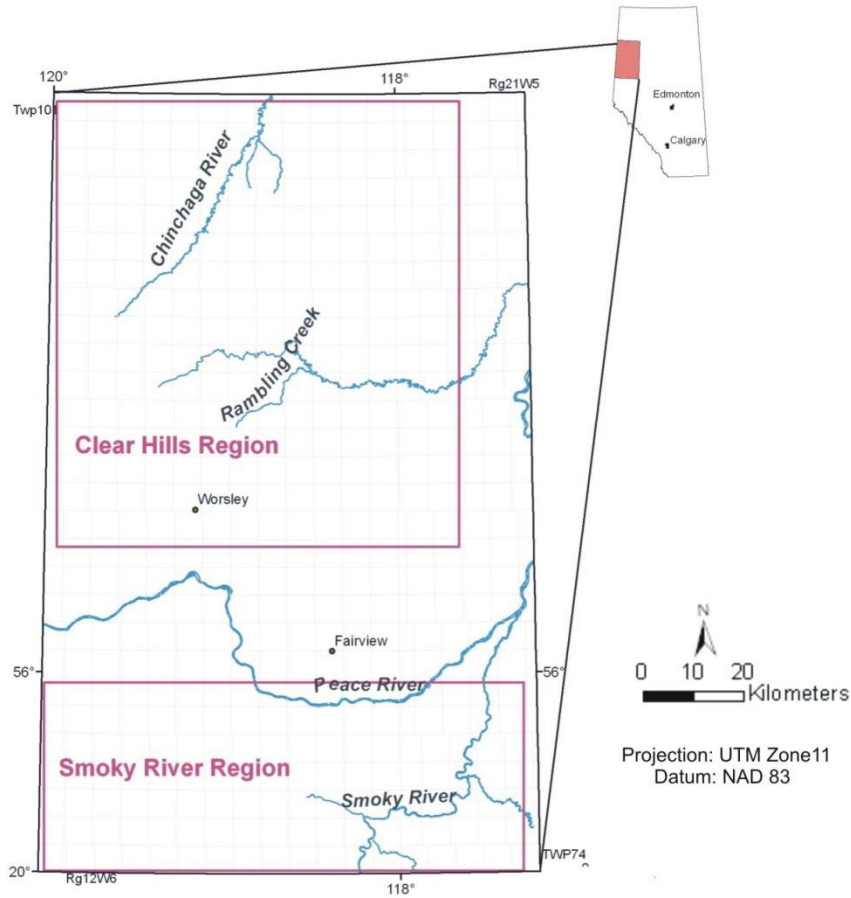 120°
118°
Rg21W5
Twp101
Edmonton
Calgary
Chinchaga River
Rambling Creek
Clear Hills Region
Worsley
Fairview
56°
Peace River
56°
N
0 10 20
Kilometers
Smoky River Region
Smoky River
Projection: UTM Zone11
Datum: NAD 83
TWP74
20°
Rg12W6
118°